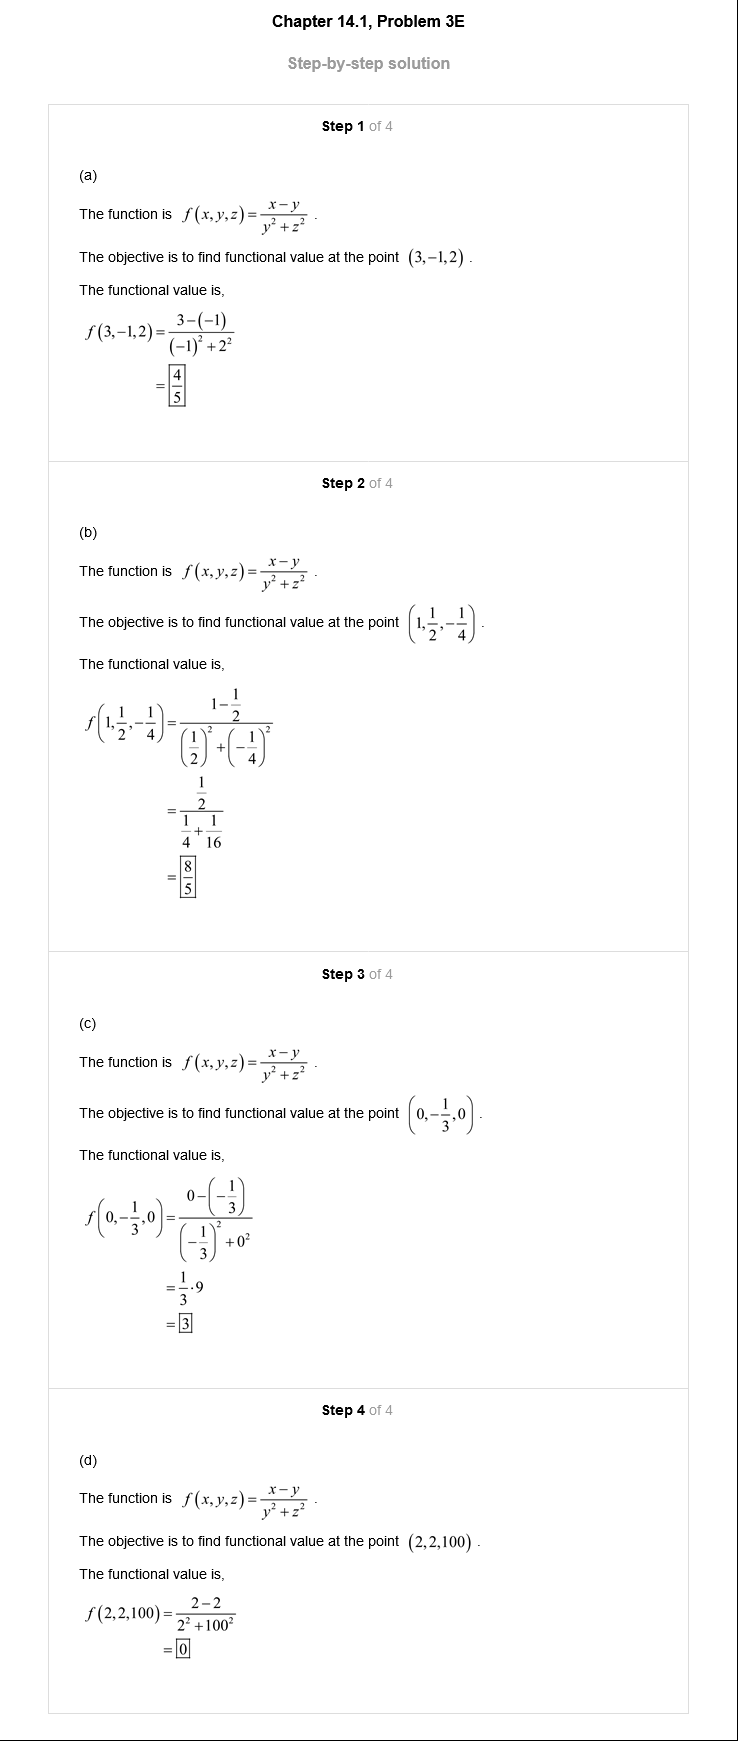 Chapter 14.1, Problem 3E
Step-by-step solution
Step 1 of 4
(a)
The function is f(x,y,z)=\frac{x-y}{y^2+z^2} .
The objective is to find functional value at the point (3,−1,2) .
The functional value is,
f(3,−1,2)=\frac{3-(-1)}{(-1)^2+2^2}
=\boxed{\frac{4}{5}}
Step 2 of 4
(b)
The function is f(x,y,z)=\frac{x-y}{y^2+z^2} .
The objective is to find functional value at the point \left(1,\frac{1}{2},-\frac{1}{4}\right) .
The functional value is,
f\left(1,\frac{1}{2},-\frac{1}{4}\right)=\frac{1-\frac{1}{2}}{\left(\frac{1}{2}\right)^2+\left(-\frac{1}{4}\right)^2}
=\frac{\frac{1}{2}}{\frac{1}{4}+\frac{1}{16}}
=\boxed{\frac{8}{5}}
Step 3 of 4
(c)
The function is f(x,y,z)=\frac{x-y}{y^2+z^2} .
The objective is to find functional value at the point \left(0,-\frac{1}{3},0\right) .
The functional value is,
f\left(0,-\frac{1}{3},0\right)=\frac{0-\left(-\frac{1}{3}\right)}{\left(-\frac{1}{3}\right)^2+0^2}
=\frac{1}{3}\cdot 9
=\boxed{3}
Step 4 of 4
(d)
The function is f(x,y,z)=\frac{x-y}{y^2+z^2} .
The objective is to find functional value at the point (2,2,100) .
The functional value is,
f(2,2,100)=\frac{2-2}{2^2+100^2}
=\boxed{0}